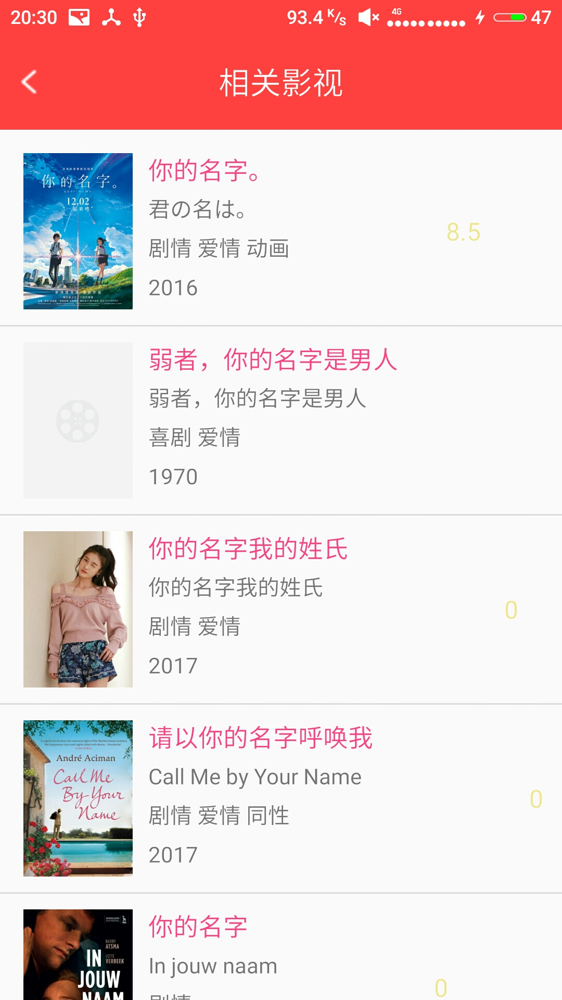 20:30 93.4 K/s 4G 47
相关影视
你的名字。
12.02
君の名は。
8.5
剧情 爱情 动画
2016
弱者，你的名字是男人
弱者，你的名字是男人
喜剧 爱情
1970
你的名字我的姓氏
你的名字我的姓氏
0
剧情 爱情
2017
请以你的名字呼唤我
André Aciman
Call Me
By Your
Name
Call Me by Your Name
0
剧情 爱情 同性
2017
你的名字
BARRY
ATSMA
LOTTE
VERBEEK
IN
JOUW
NAAM
In jouw naam
0
剧情